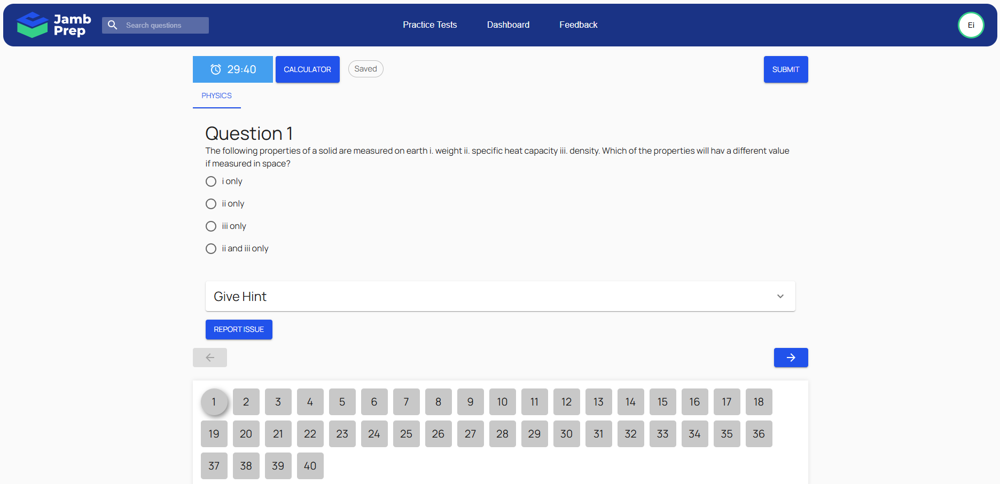 Jamb
Prep
Search questions
Practice Tests
Dashboard
Feedback
Ei
29:40
CALCULATOR
Saved
SUBMIT
PHYSICS
Question 1
The following properties of a solid are measured on earth i. weight ii. specific heat capacity iii. density. Which of the properties will hav a different value
if measured in space?
i only
ii only
iii only
ii and iii only
Give Hint
REPORT ISSUE
1 2 3 4 5 6 7 8 9 10 11 12 13 14 15 16 17 18
19 20 21 22 23 24 25 26 27 28 29 30 31 32 33 34 35 36
37 38 39 40